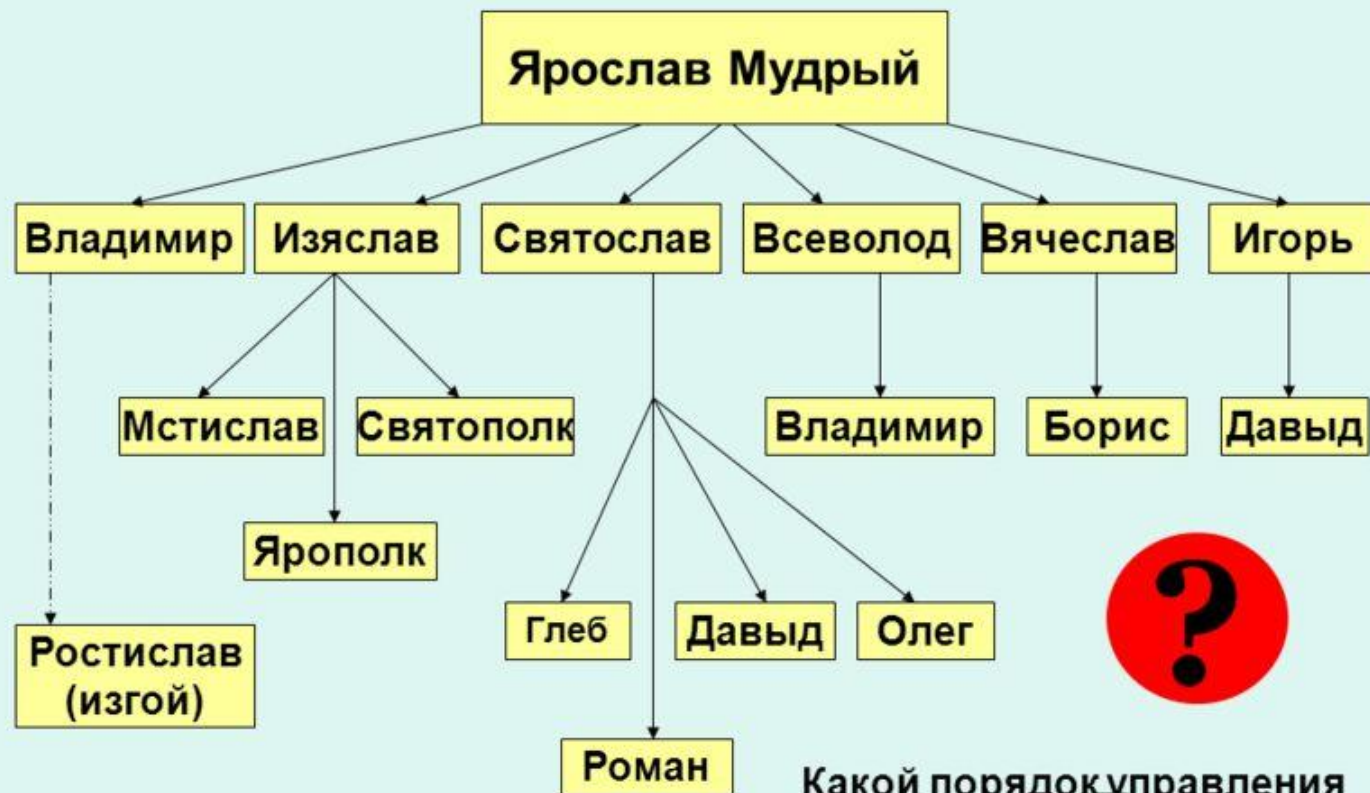 Ярослав Мудрый
Владимир
Изяслав
Святослав
Всеволод
Вячеслав
Игорь
Мстислав
Святополк
Владимир
Борис
Давыд
Ярополк
Глеб
Давыд
Олег
?
Ростислав
(изгой)
Роман
Какой порядок управления